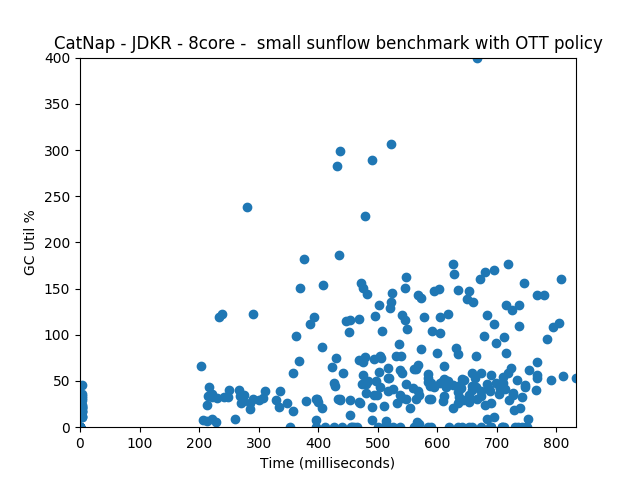 CatNap - JDKR - 8core -  small sunflow benchmark with OTT policy
400
350
300
250
200
150
100
50
0
GC Util %
0 100 200 300 400 500 600 700 800
Time (milliseconds)